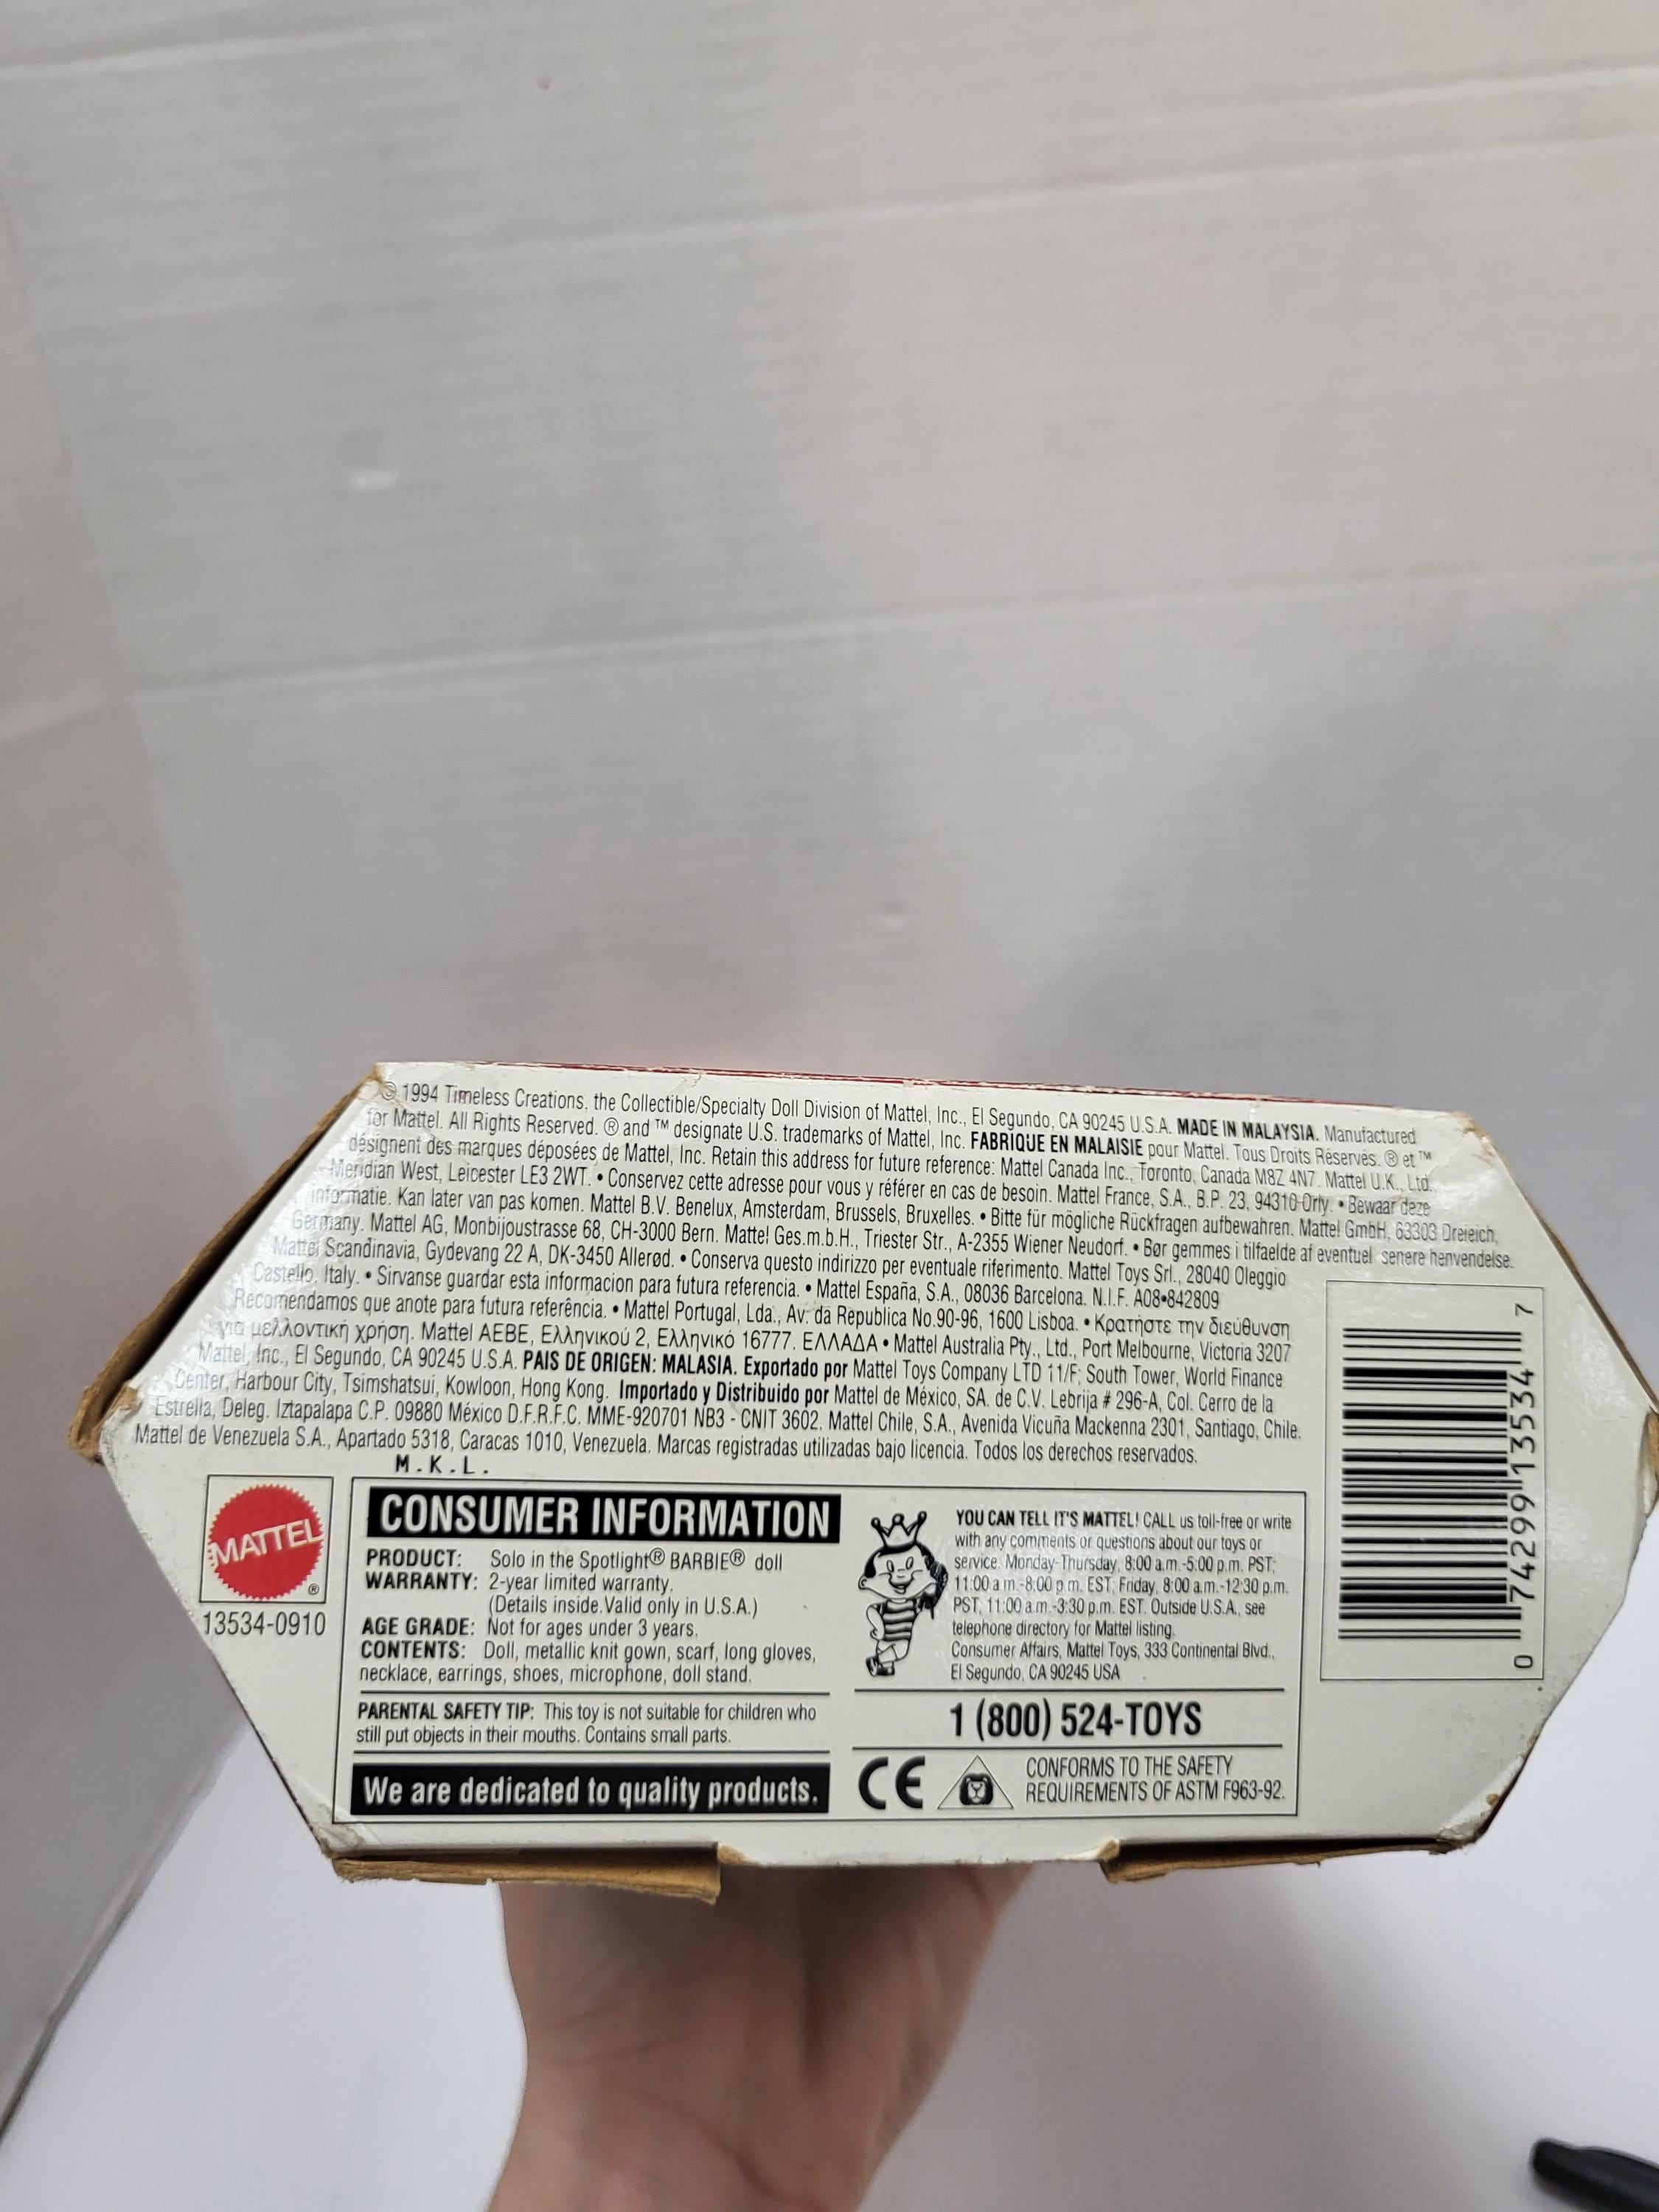 © 1994 Timeless Creations. the Collectible/Specialty Doll Division of Mattel, Inc., El Segundo, CA 90245 U.S.A. MADE IN MALAYSIA. Manufactured
for Mattel. All Rights Reserved. ® and ™ designate U.S. trademarks of Mattel, Inc. FABRIQUE EN MALAISIE pour Mattel. Tous Droits Réservés. ® et ™
désignent des marques déposées de Mattel, Inc. Retain this address for future reference: Mattel Canada Inc., Toronto, Canada M8Z 4N7. Mattel U.K., Ltd.,
Meridian West, Leicester LE3 2WT. • Conservez cette adresse pour vous y référer en cas de besoin. Mattel France, S.A., B.P. 23, 94310 Orly. • Bewaar deze
informatie. Kan later van pas komen. Mattel B.V. Benelux, Amsterdam, Brussels, Bruxelles. • Bitte für mögliche Rückfragen aufbewahren. Mattel GmbH, 63303 Dreieich,
Germany. Mattel AG, Monbijoustrasse 68, CH-3000 Bern. Mattel Ges.m.b.H., Triester Str., A-2355 Wiener Neudorf. • Bør gemmes i tilfaelde af eventuel senere henvendelse.
Mattel Scandinavia, Gydevang 22 A, DK-3450 Allerød. • Conserva questo indirizzo per eventuale riferimento. Mattel Toys Srl., 28040 Oleggio
Castello, Italy. • Sirvanse guardar esta informacion para futura referencia. • Mattel España, S.A., 08036 Barcelona. N.I.F. A08•842809
Recomendamos que anote para futura referência. • Mattel Portugal, Lda., Av. da Republica No.90-96, 1600 Lisboa. • Κρατήστε την διεύθυνση
για μελλοντική χρήση. Mattel AEBE, Ελληνικού 2, Ελληνικό 16777. ΕΛΛΑΔΑ • Mattel Australia Pty., Ltd., Port Melbourne, Victoria 3207
Mattel, Inc., El Segundo, CA 90245 U.S.A. PAIS DE ORIGEN: MALASIA. Exportado por Mattel Toys Company LTD 11/F; South Tower, World Finance
Center, Harbour City, Tsimshatsui, Kowloon, Hong Kong. Importado y Distribuido por Mattel de México, SA. de C.V. Lebrija # 296-A, Col. Cerro de la
Estrella, Deleg. Iztapalapa C.P. 09880 México D.F.R.F.C. MME-920701 NB3 - CNIT 3602. Mattel Chile, S.A., Avenida Vicuña Mackenna 2301, Santiago, Chile.
Mattel de Venezuela S.A., Apartado 5318, Caracas 1010, Venezuela. Marcas registradas utilizadas bajo licencia. Todos los derechos reservados.
M.K.L.
MATTEL ®
13534-0910
CONSUMER INFORMATION
PRODUCT: Solo in the Spotlight® BARBIE® doll
WARRANTY: 2-year limited warranty.
(Details inside.Valid only in U.S.A.)
AGE GRADE: Not for ages under 3 years.
CONTENTS: Doll, metallic knit gown, scarf, long gloves,
necklace, earrings, shoes, microphone, doll stand.
PARENTAL SAFETY TIP: This toy is not suitable for children who
still put objects in their mouths. Contains small parts.
We are dedicated to quality products.
YOU CAN TELL IT'S MATTEL! CALL us toll-free or write
with any comments or questions about our toys or
service. Monday-Thursday, 8:00 a.m.-5:00 p.m. PST;
11:00 a.m.-8:00 p.m. EST; Friday, 8:00 a.m.-12:30 p.m.
PST, 11:00 a.m.-3:30 p.m. EST. Outside U.S.A., see
telephone directory for Mattel listing.
Consumer Affairs, Mattel Toys, 333 Continental Blvd.,
El Segundo, CA 90245 USA
1 (800) 524-TOYS
CE
CONFORMS TO THE SAFETY
REQUIREMENTS OF ASTM F963-92.
0 74299 13534 7